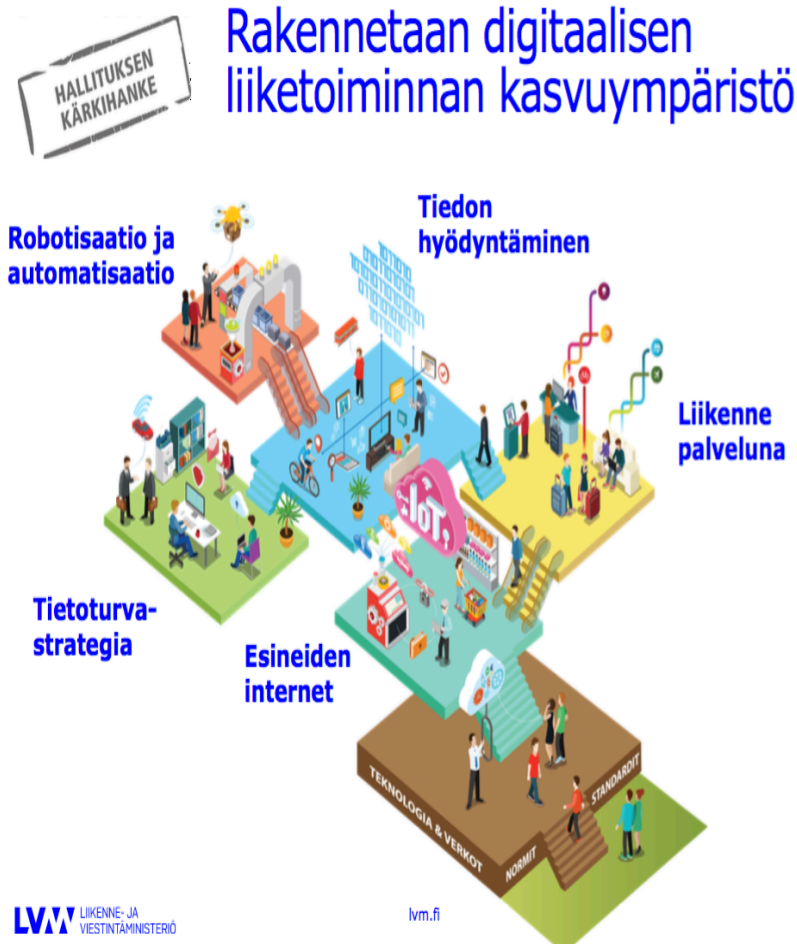 HALLITUKSEN
KÄRKIHANKE
Rakennetaan digitaalisen
liiketoiminnan kasvuympäristö
Tiedon
hyödyntäminen
Robotisaatio ja
automatisaatio
Liikenne
palveluna
IoT
Tietoturva-
strategia
Esineiden
internet
TEKNOLOGIA & VERKOT
NORMIT
STANDARDIT
LVM LIIKENNE- JA
VIESTINTÄMINISTERIÖ
lvm.fi